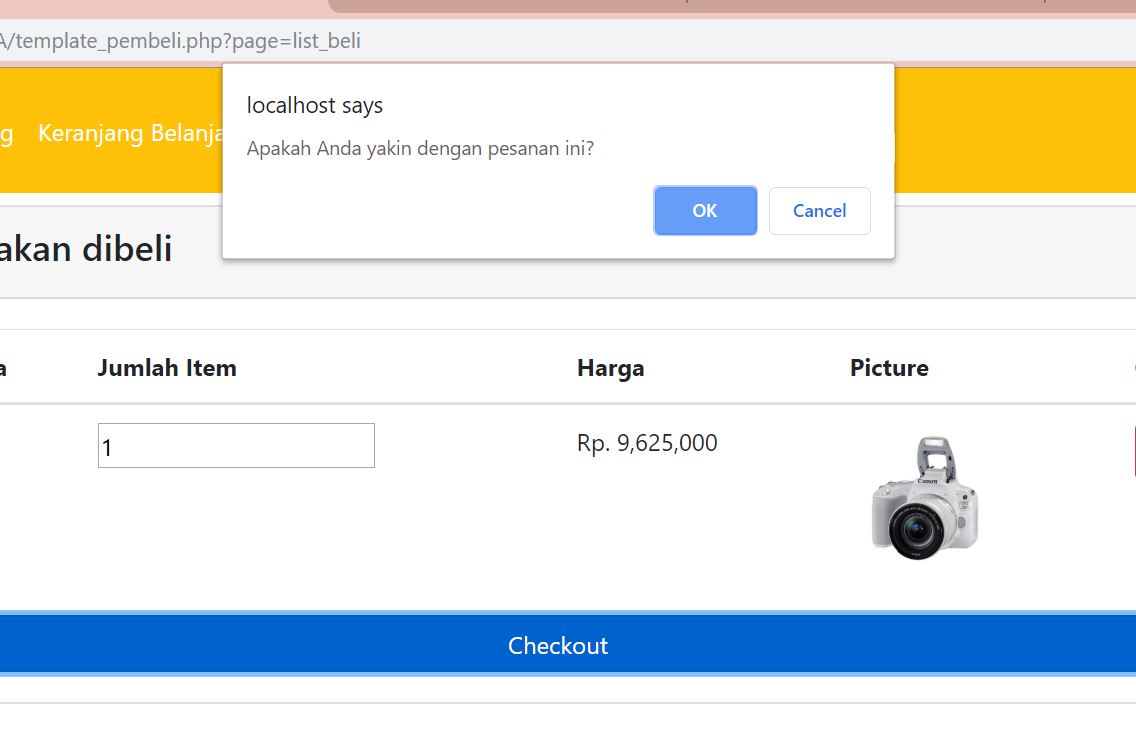 A/template_pembeli.php?page=list_beli
localhost says
Apakah Anda yakin dengan pesanan ini?
OK
Cancel
g Keranjang Belanja
akan dibeli
a Jumlah Item Harga Picture
1 Rp. 9,625,000
Canon
Checkout